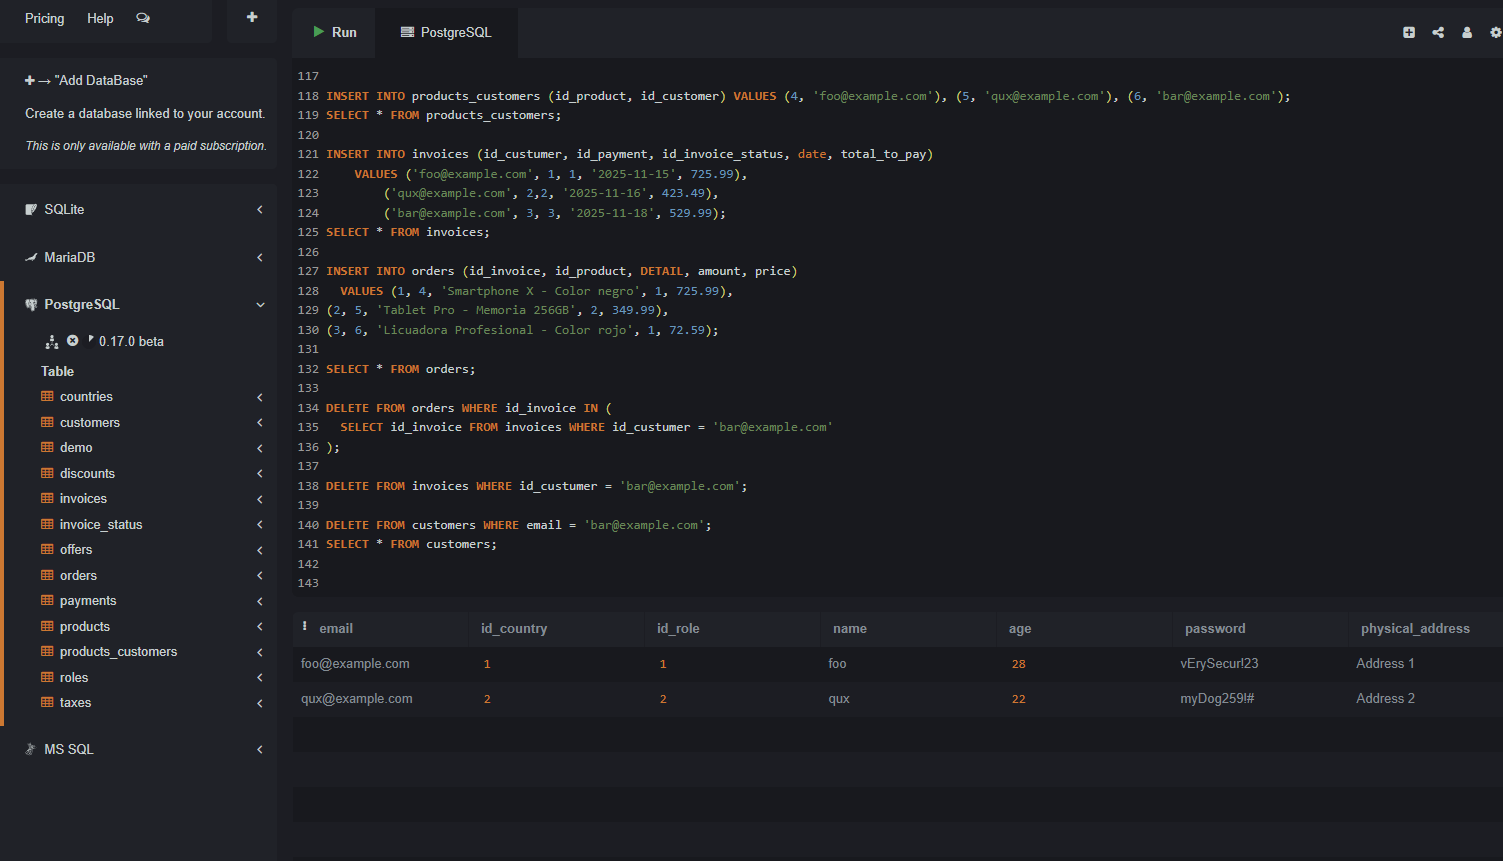 Pricing Help
"Add DataBase"
Create a database linked to your account.
This is only available with a paid subscription.
SQLite
MariaDB
PostgreSQL
0.17.0 beta
Table
countries
customers
demo
discounts
invoices
invoice_status
offers
orders
payments
products
products_customers
roles
taxes
MS SQL
Run PostgreSQL
117
118 INSERT INTO products_customers (id_product, id_customer) VALUES (4, 'foo@example.com'), (5, 'qux@example.com'), (6, 'bar@example.com');
119 SELECT * FROM products_customers;
120
121 INSERT INTO invoices (id_custumer, id_payment, id_invoice_status, date, total_to_pay)
122 VALUES ('foo@example.com', 1, 1, '2025-11-15', 725.99),
123 ('qux@example.com', 2,2, '2025-11-16', 423.49),
124 ('bar@example.com', 3, 3, '2025-11-18', 529.99);
125 SELECT * FROM invoices;
126
127 INSERT INTO orders (id_invoice, id_product, DETAIL, amount, price)
128 VALUES (1, 4, 'Smartphone X - Color negro', 1, 725.99),
129 (2, 5, 'Tablet Pro - Memoria 256GB', 2, 349.99),
130 (3, 6, 'Licuadora Profesional - Color rojo', 1, 72.59);
131
132 SELECT * FROM orders;
133
134 DELETE FROM orders WHERE id_invoice IN (
135 SELECT id_invoice FROM invoices WHERE id_custumer = 'bar@example.com'
136 );
137
138 DELETE FROM invoices WHERE id_custumer = 'bar@example.com';
139
140 DELETE FROM customers WHERE email = 'bar@example.com';
141 SELECT * FROM customers;
142
143
email id_country id_role name age password physical_address
foo@example.com 1 1 foo 28 vErySecur!23 Address 1
qux@example.com 2 2 qux 22 myDog259!# Address 2